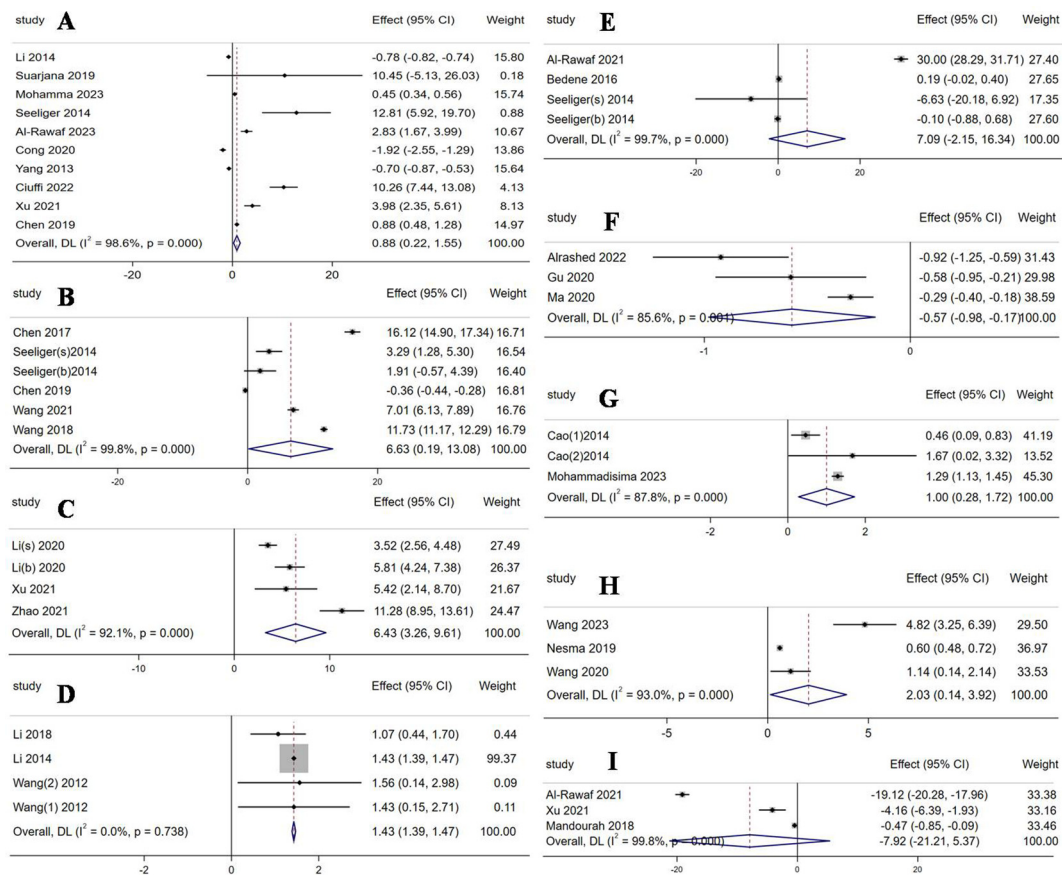 A
study Effect (95% CI) Weight
Li 2014 -0.78 (-0.82, -0.74) 15.80
Suarjana 2019 10.45 (-5.13, 26.03) 0.18
Mohamma 2023 0.45 (0.34, 0.56) 15.74
Seeliger 2014 12.81 (5.92, 19.70) 0.88
Al-Rawaf 2023 2.83 (1.67, 3.99) 10.67
Cong 2020 -1.92 (-2.55, -1.29) 13.86
Yang 2013 -0.70 (-0.87, -0.53) 15.64
Ciuffi 2022 10.26 (7.44, 13.08) 4.13
Xu 2021 3.98 (2.35, 5.61) 8.13
Chen 2019 0.88 (0.48, 1.28) 14.97
Overall, DL (I² = 98.6%, p = 0.000) 0.88 (0.22, 1.55) 100.00
-20 0 20
B
study Effect (95% CI) Weight
Chen 2017 16.12 (14.90, 17.34) 16.71
Seeliger(s)2014 3.29 (1.28, 5.30) 16.54
Seeliger(b)2014 1.91 (-0.57, 4.39) 16.40
Chen 2019 -0.36 (-0.44, -0.28) 16.81
Wang 2021 7.01 (6.13, 7.89) 16.76
Wang 2018 11.73 (11.17, 12.29) 16.79
Overall, DL (I² = 99.8%, p = 0.000) 6.63 (0.19, 13.08) 100.00
-20 0 20
C
study Effect (95% CI) Weight
Li(s) 2020 3.52 (2.56, 4.48) 27.49
Li(b) 2020 5.81 (4.24, 7.38) 26.37
Xu 2021 5.42 (2.14, 8.70) 21.67
Zhao 2021 11.28 (8.95, 13.61) 24.47
Overall, DL (I² = 92.1%, p = 0.000) 6.43 (3.26, 9.61) 100.00
-10 0 10
D
study Effect (95% CI) Weight
Li 2018 1.07 (0.44, 1.70) 0.44
Li 2014 1.43 (1.39, 1.47) 99.37
Wang(2) 2012 1.56 (0.14, 2.98) 0.09
Wang(1) 2012 1.43 (0.15, 2.71) 0.11
Overall, DL (I² = 0.0%, p = 0.738) 1.43 (1.39, 1.47) 100.00
-2 0 2
E
study Effect (95% CI) Weight
Al-Rawaf 2021 30.00 (28.29, 31.71) 27.40
Bedene 2016 0.19 (-0.02, 0.40) 27.65
Seeliger(s) 2014 -6.63 (-20.18, 6.92) 17.35
Seeliger(b) 2014 -0.10 (-0.88, 0.68) 27.60
Overall, DL (I² = 99.7%, p = 0.000) 7.09 (-2.15, 16.34) 100.00
-20 0 20
F
study Effect (95% CI) Weight
Alrashed 2022 -0.92 (-1.25, -0.59) 31.43
Gu 2020 -0.58 (-0.95, -0.21) 29.98
Ma 2020 -0.29 (-0.40, -0.18) 38.59
Overall, DL (I² = 85.6%, p = 0.001) -0.57 (-0.98, -0.17)100.00
-1 0
G
study Effect (95% CI) Weight
Cao(1)2014 0.46 (0.09, 0.83) 41.19
Cao(2)2014 1.67 (0.02, 3.32) 13.52
Mohammadisima 2023 1.29 (1.13, 1.45) 45.30
Overall, DL (I² = 87.8%, p = 0.000) 1.00 (0.28, 1.72) 100.00
-2 0 2
H
study Effect (95% CI) Weight
Wang 2023 4.82 (3.25, 6.39) 29.50
Nesma 2019 0.60 (0.48, 0.72) 36.97
Wang 2020 1.14 (0.14, 2.14) 33.53
Overall, DL (I² = 93.0%, p = 0.000) 2.03 (0.14, 3.92) 100.00
-5 0 5
I
study Effect (95% CI) Weight
Al-Rawaf 2021 -19.12 (-20.28, -17.96) 33.38
Xu 2021 -4.16 (-6.39, -1.93) 33.16
Mandourah 2018 -0.47 (-0.85, -0.09) 33.46
Overall, DL (I² = 99.8%, p = 0.000) -7.92 (-21.21, 5.37) 100.00
-20 0 20